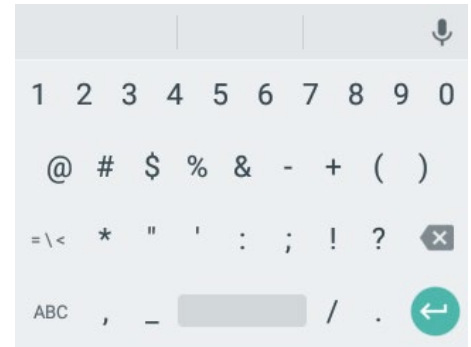 1 2 3 4 5 6 7 8 9 0
@ # $ % & - + ( )
= \ < * " ' : ; ! ?
ABC , _ / .